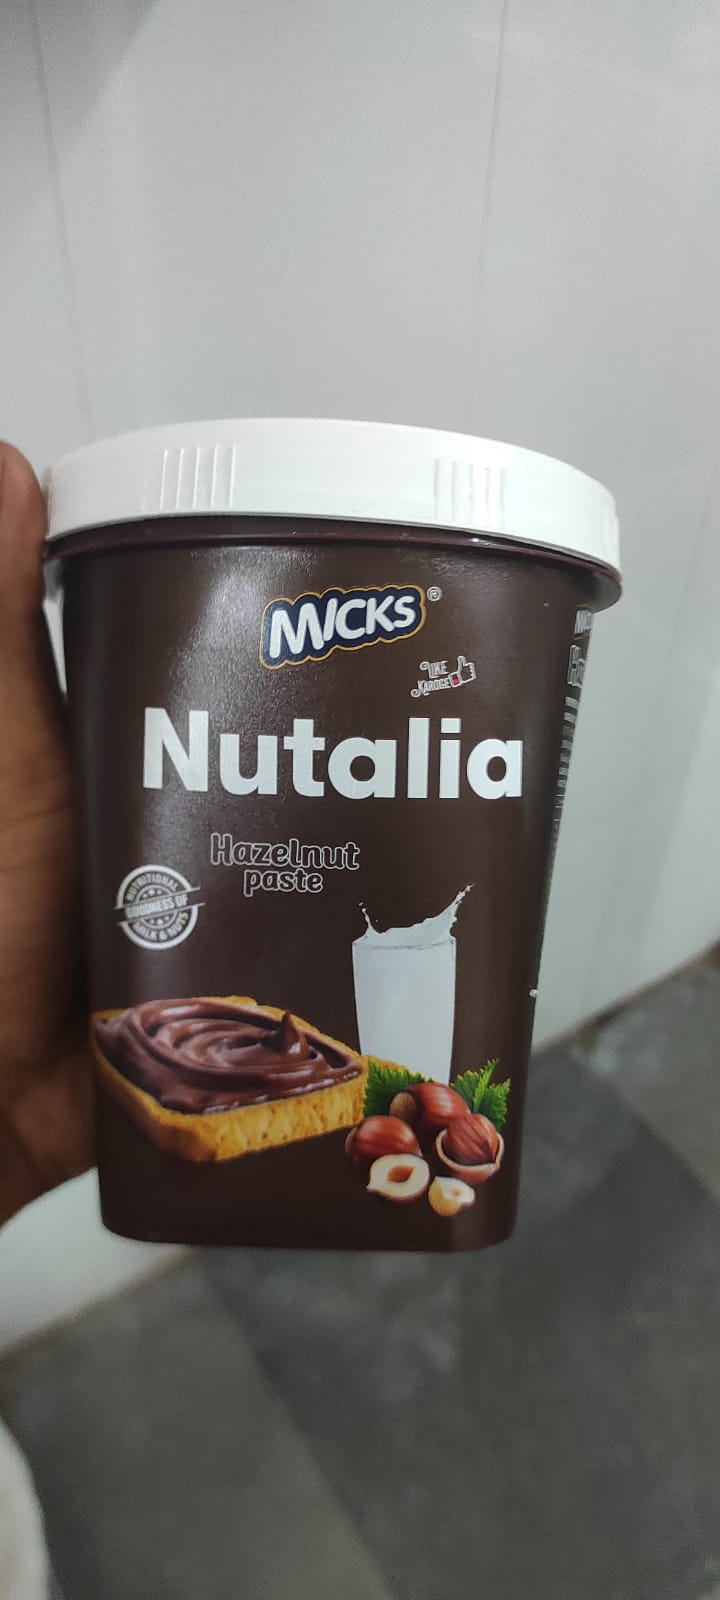 MICKS
LIKE
KAROGE
Nutalia
Hazelnut
paste
NUTRITIONAL
GOODNESS OF
MILK & NUTS